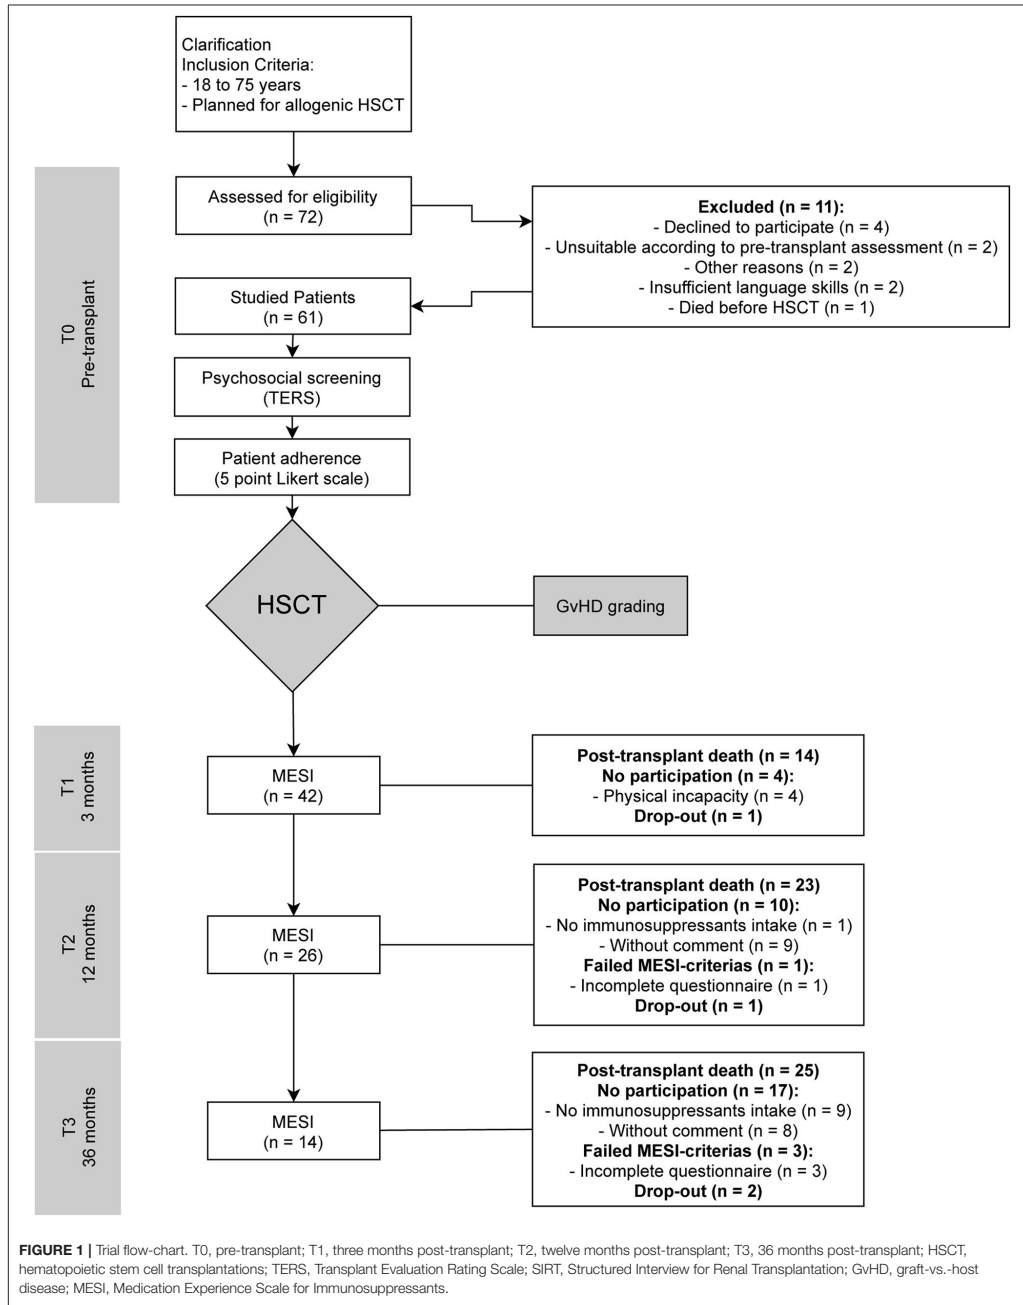 Clarification
Inclusion Criteria:
- 18 to 75 years
- Planned for allogenic HSCT
T0
Pre-transplant
Assessed for eligibility
(n = 72)
Excluded (n = 11):
- Declined to participate (n = 4)
- Unsuitable according to pre-transplant assessment (n = 2)
- Other reasons (n = 2)
- Insufficient language skills (n = 2)
- Died before HSCT (n = 1)
Studied Patients
(n = 61)
Psychosocial screening
(TERS)
Patient adherence
(5 point Likert scale)
HSCT
GvHD grading
T1
3 months
MESI
(n = 42)
Post-transplant death (n = 14)
No participation (n = 4):
- Physical incapacity (n = 4)
Drop-out (n = 1)
T2
12 months
MESI
(n = 26)
Post-transplant death (n = 23)
No participation (n = 10):
- No immunosuppressants intake (n = 1)
- Without comment (n = 9)
Failed MESI-criterias (n = 1):
- Incomplete questionnaire (n = 1)
Drop-out (n = 1)
T3
36 months
MESI
(n = 14)
Post-transplant death (n = 25)
No participation (n = 17):
- No immunosuppressants intake (n = 9)
- Without comment (n = 8)
Failed MESI-criterias (n = 3):
- Incomplete questionnaire (n = 3)
Drop-out (n = 2)
FIGURE 1 | Trial flow-chart. T0, pre-transplant; T1, three months post-transplant; T2, twelve months post-transplant; T3, 36 months post-transplant; HSCT,
hematopoietic stem cell transplantations; TERS, Transplant Evaluation Rating Scale; SIRT, Structured Interview for Renal Transplantation; GvHD, graft-vs.-host
disease; MESI, Medication Experience Scale for Immunosuppressants.